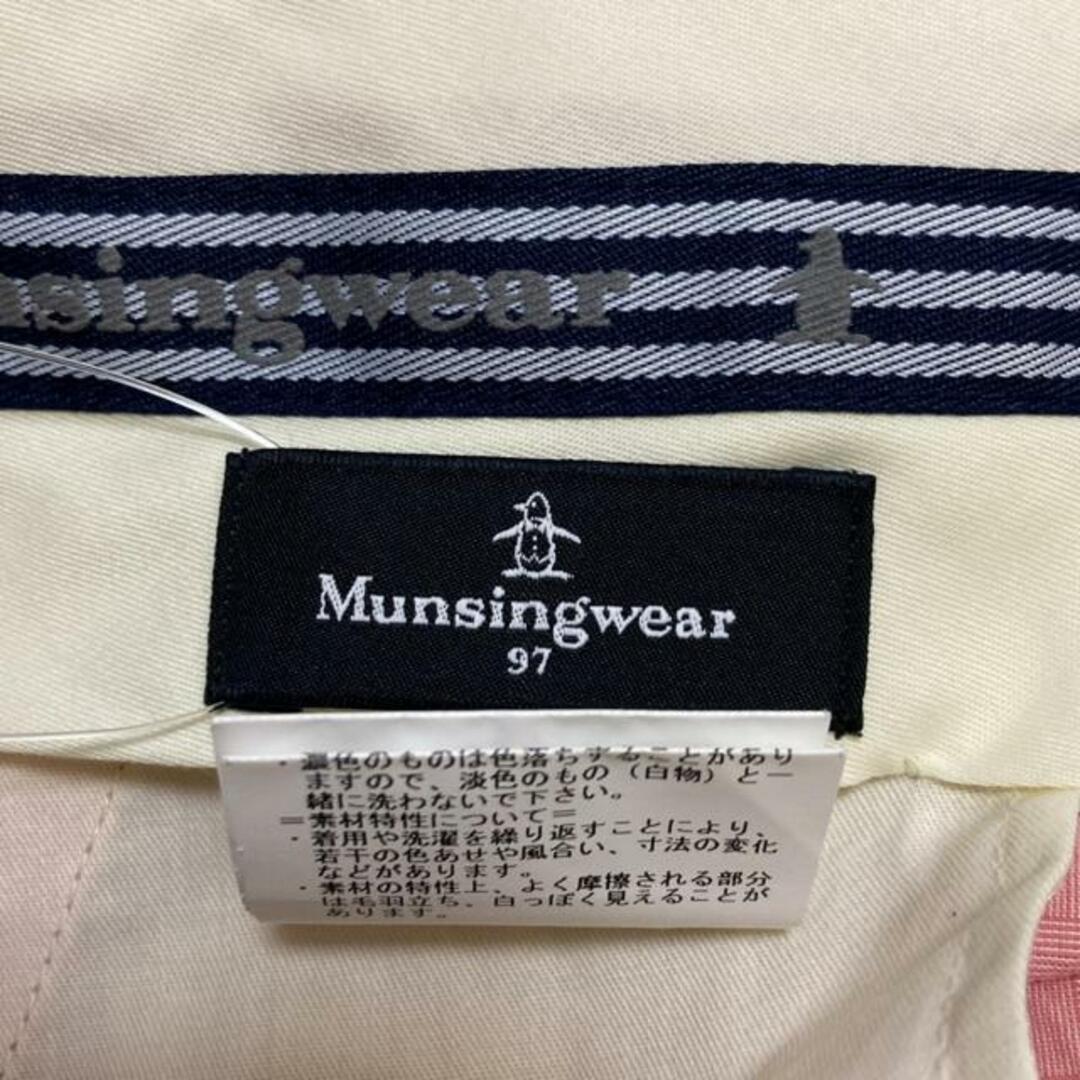 nsingwear
Munsingwear
97
・濃色のものは色落ちすることがあり
ますので、淡色のもの（白物）と一
緒に洗わないで下さい。
＝素材特性について＝
・着用や洗濯を繰り返すことにより、
若干の色あせや風合い、寸法の変化
などがあります。
・素材の特性上、よく摩擦される部分
は毛羽立ち、白っぽく見えることが
あります。